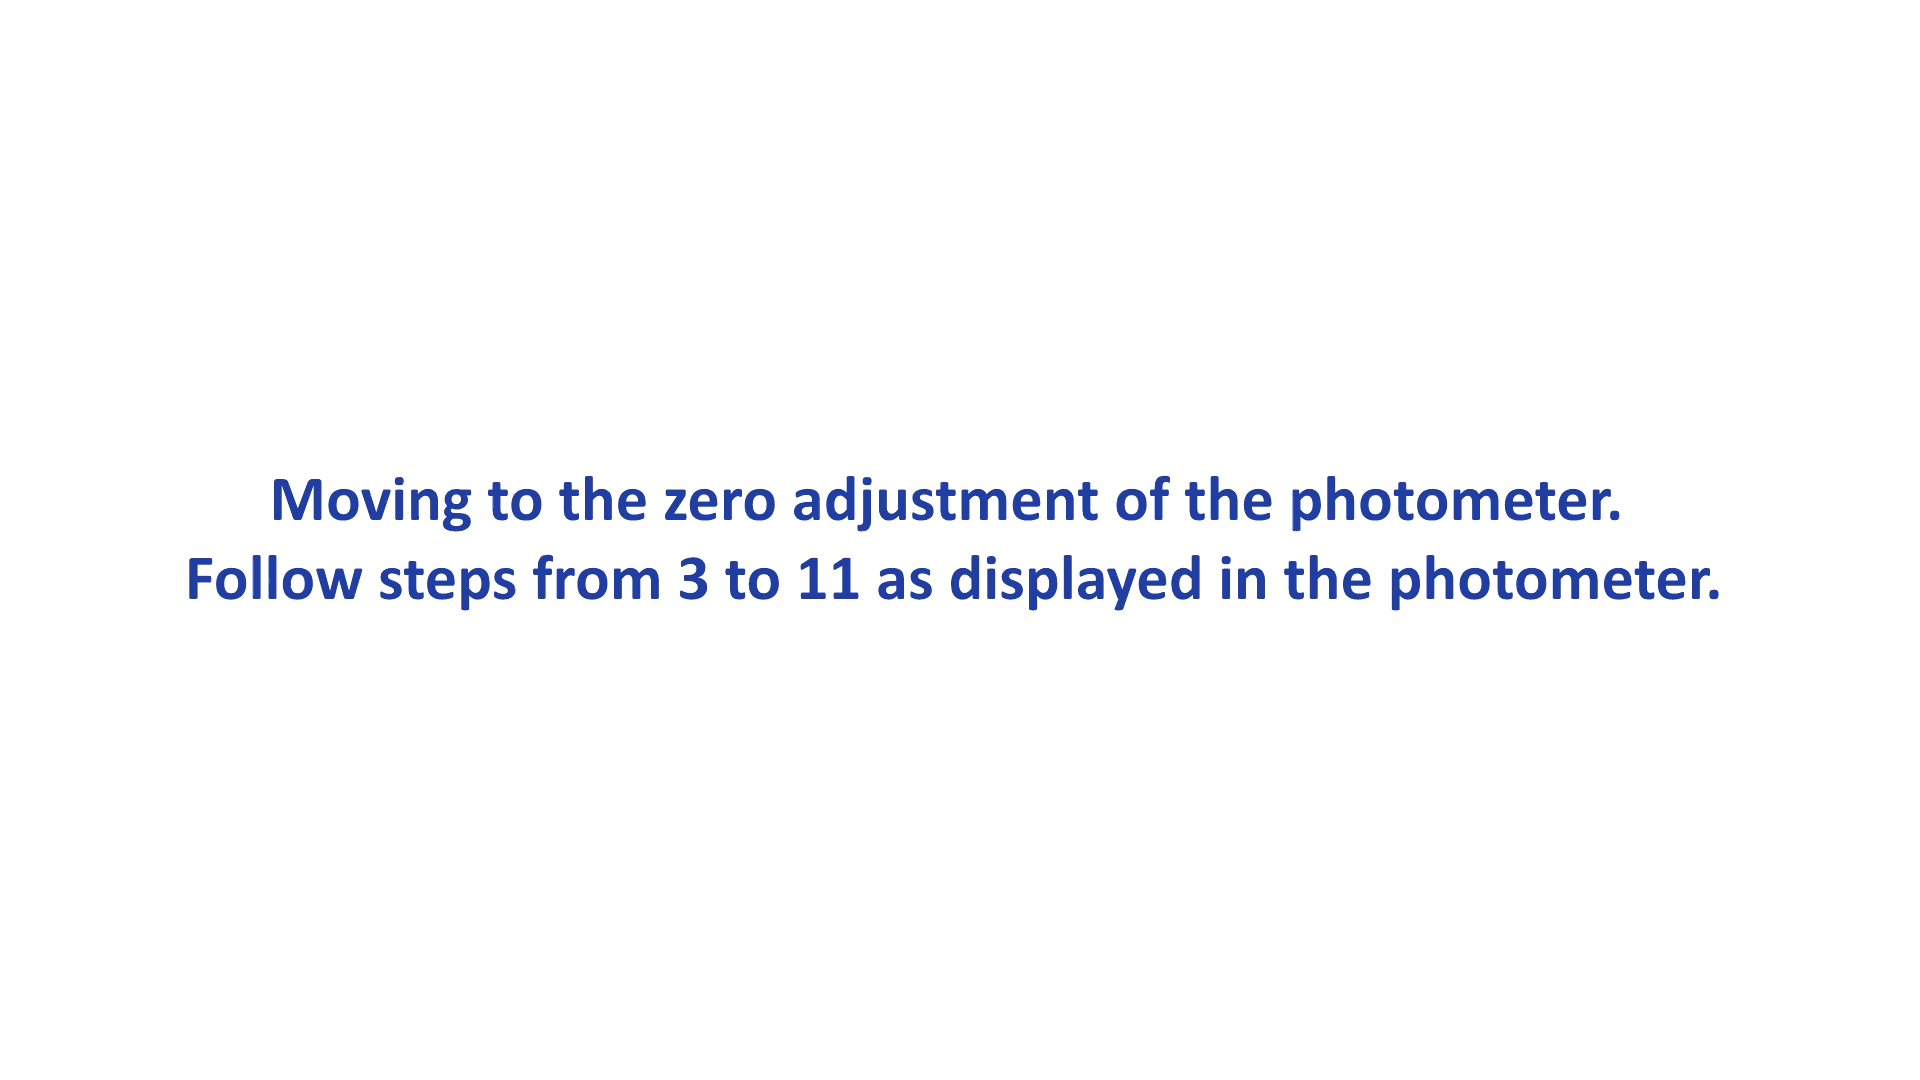 Moving to the zero adjustment of the photometer.
Follow steps from 3 to 11 as displayed in the photometer.